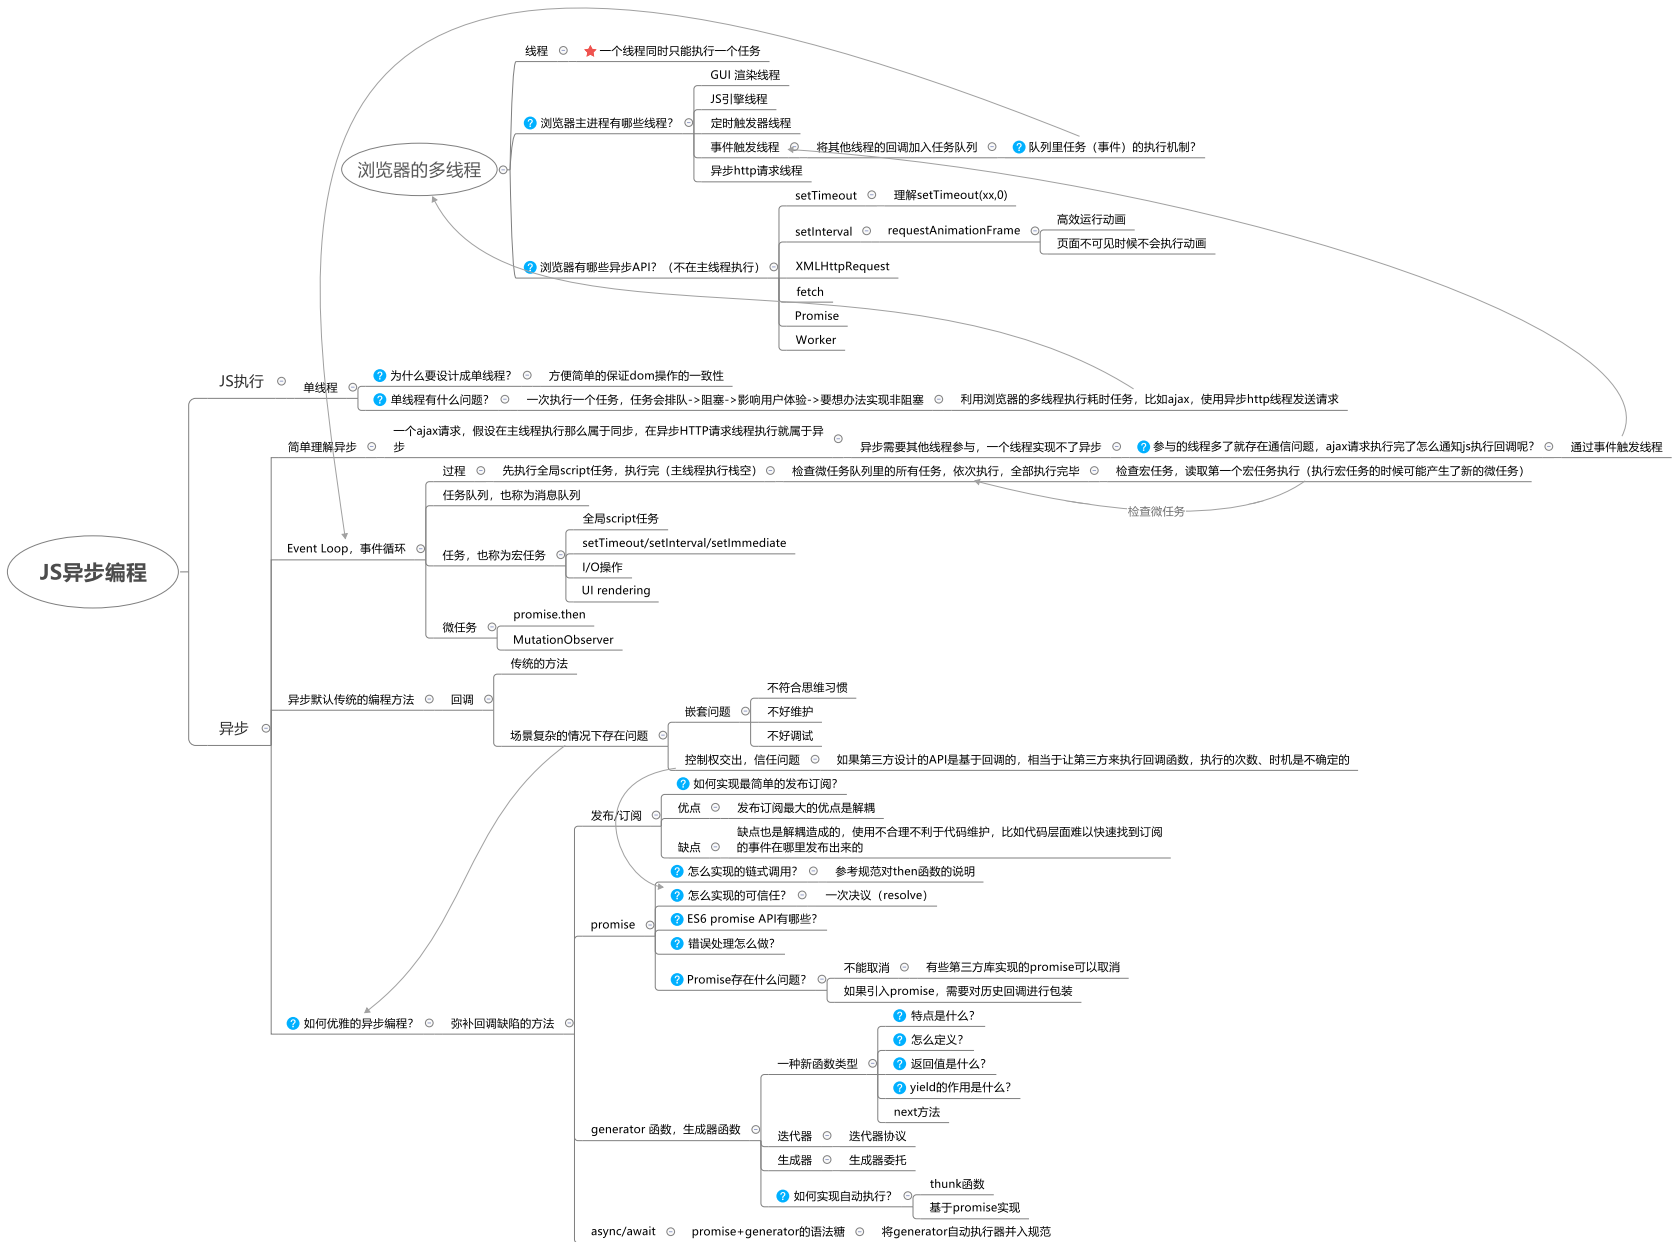 线程
一个线程同时只能执行一个任务
GUI 渲染线程
JS引擎线程
浏览器主进程有哪些线程?
定时触发器线程
事件触发线程
将其他线程的回调加入任务队列
队列里任务（事件）的执行机制?
浏览器的多线程
异步http请求线程
setTimeout
理解setTimeout(xx,0)
高效运行动画
setInterval
requestAnimationFrame
页面不可见时候不会执行动画
浏览器有哪些异步API? （不在主线程执行）
XMLHttpRequest
fetch
Promise
Worker
JS执行
单线程
为什么要设计成单线程?
方便简单的保证dom操作的一致性
单线程有什么问题?
一次执行一个任务，任务会排队->阻塞->影响用户体验->要想办法实现非阻塞
利用浏览器的多线程执行耗时任务，比如ajax，使用异步http线程发送请求
简单理解异步
一个ajax请求，假设在主线程执行那么属于同步，在异步HTTP请求线程执行就属于异
步
异步需要其他线程参与，一个线程实现不了异步
参与的线程多了就存在通信问题，ajax请求执行完了怎么通知js执行回调呢?
通过事件触发线程
过程
先执行全局script任务，执行完（主线程执行栈空）
检查微任务队列里的所有任务，依次执行，全部执行完毕
检查宏任务，读取第一个宏任务执行（执行宏任务的时候可能产生了新的微任务）
检查微任务
任务队列，也称为消息队列
全局script任务
setTimeout/setInterval/setImmediate
Event Loop，事件循环
任务，也称为宏任务
I/O操作
UI rendering
JS异步编程
promise.then
微任务
MutationObserver
传统的方法
异步默认传统的编程方法
回调
不符合思维习惯
嵌套问题
不好维护
异步
场景复杂的情况下存在问题
不好调试
控制权交出，信任问题
如果第三方设计的API是基于回调的，相当于让第三方来执行回调函数，执行的次数、时机是不确定的
如何实现最简单的发布订阅?
发布/订阅
优点
发布订阅最大的优点是解耦
缺点
缺点也是解耦造成的，使用不合理不利于代码维护，比如代码层面难以快速找到订阅
的事件在哪里发布出来的
怎么实现的链式调用?
参考规范对then函数的说明
怎么实现的可信任?
一次决议（resolve）
promise
ES6 promise API有哪些?
错误处理怎么做?
Promise存在什么问题?
不能取消
有些第三方库实现的promise可以取消
如果引入promise，需要对历史回调进行包装
如何优雅的异步编程?
弥补回调缺陷的方法
特点是什么?
怎么定义?
一种新函数类型
返回值是什么?
yield的作用是什么?
next方法
generator 函数，生成器函数
迭代器
迭代器协议
生成器
生成器委托
如何实现自动执行?
thunk函数
基于promise实现
async/await
promise+generator的语法糖
将generator自动执行器并入规范